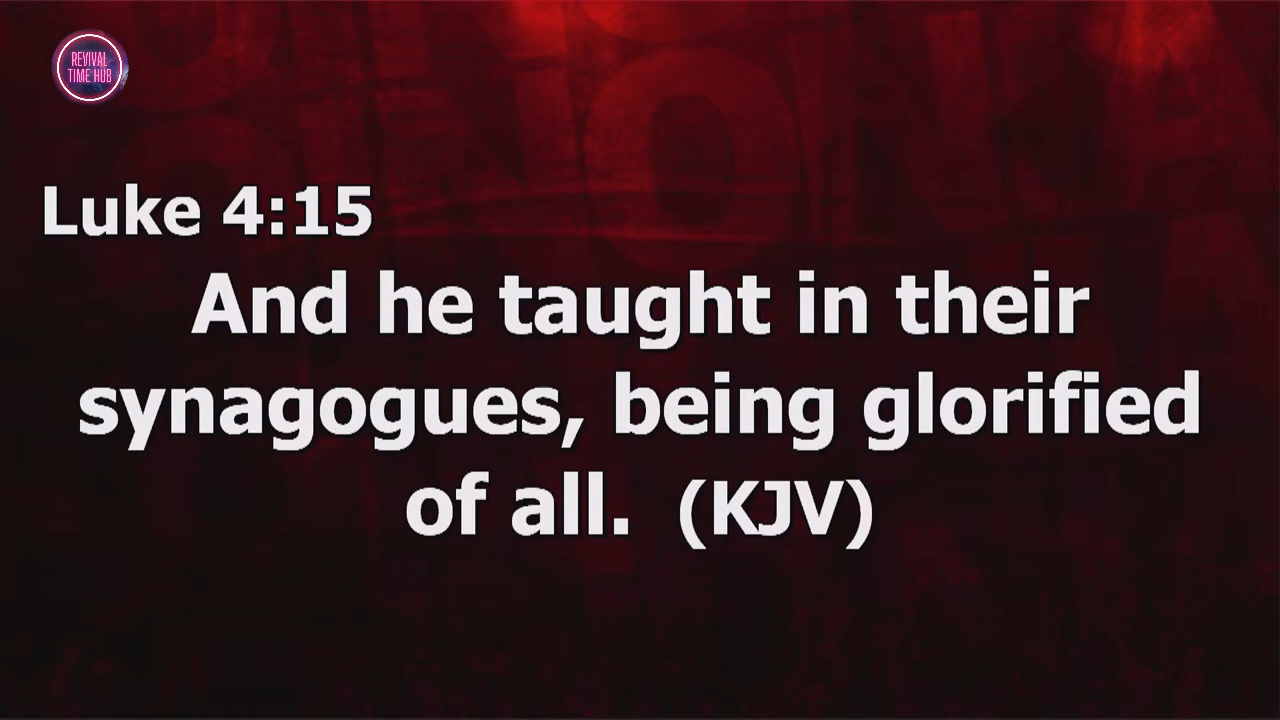 REVIVAL
TIME HUB
Luke 4:15
And he taught in their
synagogues, being glorified
of all.  (KJV)